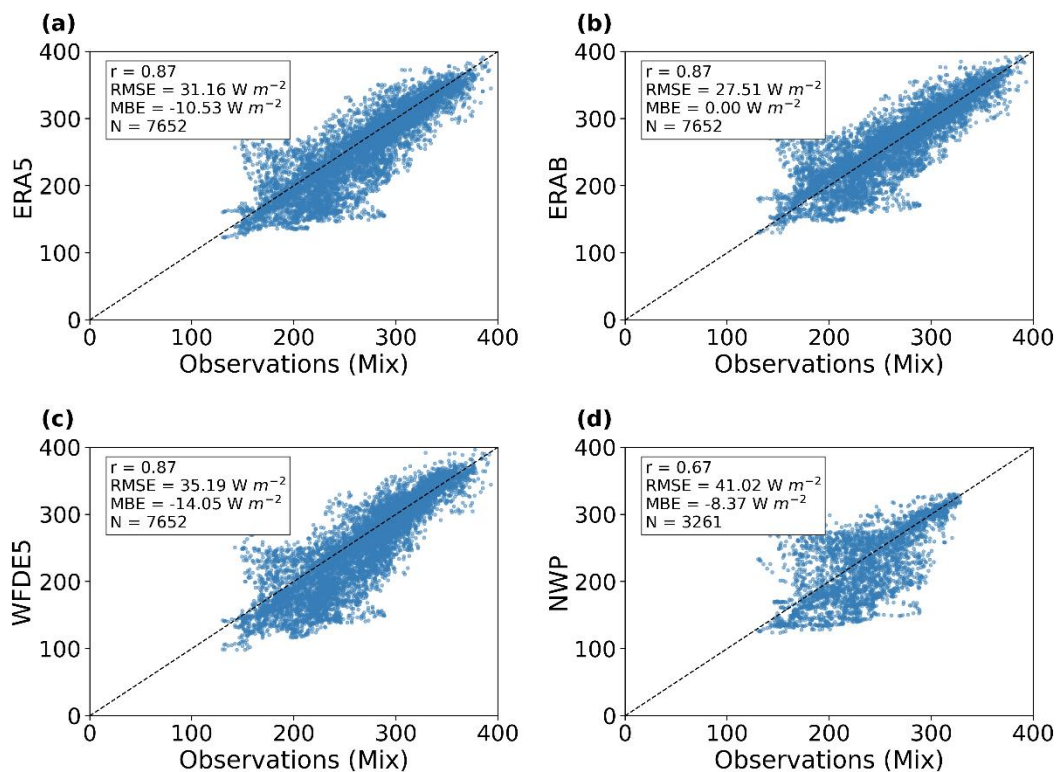 (a)
400
300
200
100
0
r = 0.87
RMSE = 31.16 W m⁻²
MBE = -10.53 W m⁻²
N = 7652
ERA5
0 100 200 300 400
Observations (Mix)
(b)
400
300
200
100
0
r = 0.87
RMSE = 27.51 W m⁻²
MBE = 0.00 W m⁻²
N = 7652
ERAB
0 100 200 300 400
Observations (Mix)
(c)
400
300
200
100
0
r = 0.87
RMSE = 35.19 W m⁻²
MBE = -14.05 W m⁻²
N = 7652
WFDE5
0 100 200 300 400
Observations (Mix)
(d)
400
300
200
100
0
r = 0.67
RMSE = 41.02 W m⁻²
MBE = -8.37 W m⁻²
N = 3261
NWP
0 100 200 300 400
Observations (Mix)